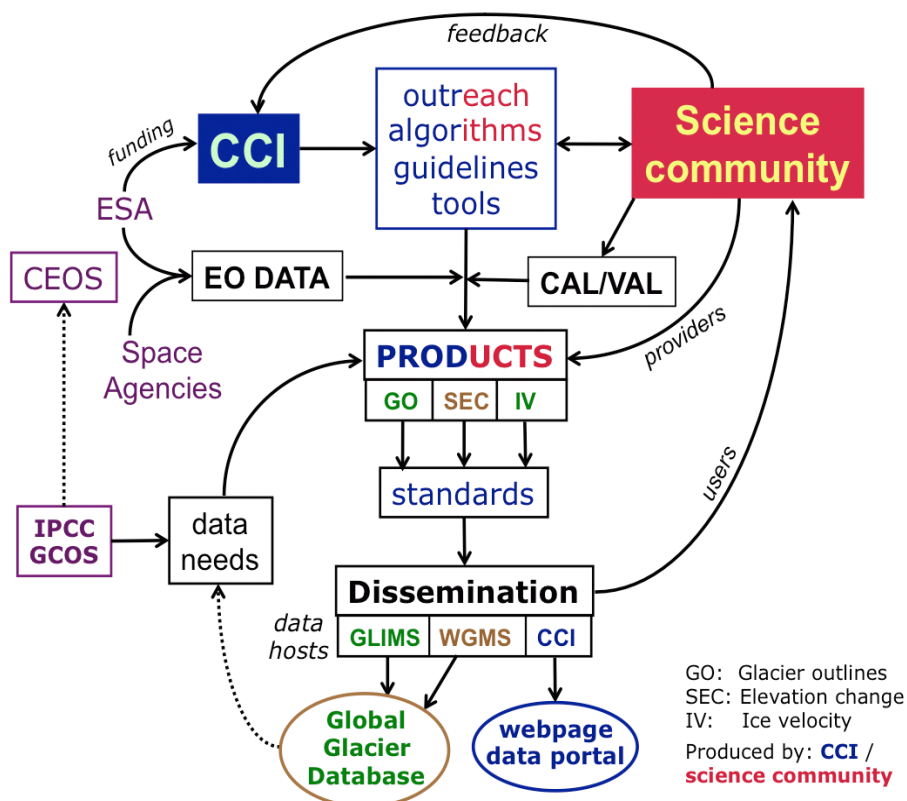 feedback
outreach
algorithms
guidelines
tools
Science
community
funding
CCI
ESA
CEOS
EO DATA
CAL/VAL
Space
Agencies
providers
PRODUCTS
GO SEC IV
users
standards
IPCC
GCOS
data
needs
Dissemination
data
hosts
GLIMS WGMS CCI
Global
Glacier
Database
webpage
data portal
GO: Glacier outlines
SEC: Elevation change
IV: Ice velocity
Produced by: CCI /
science community